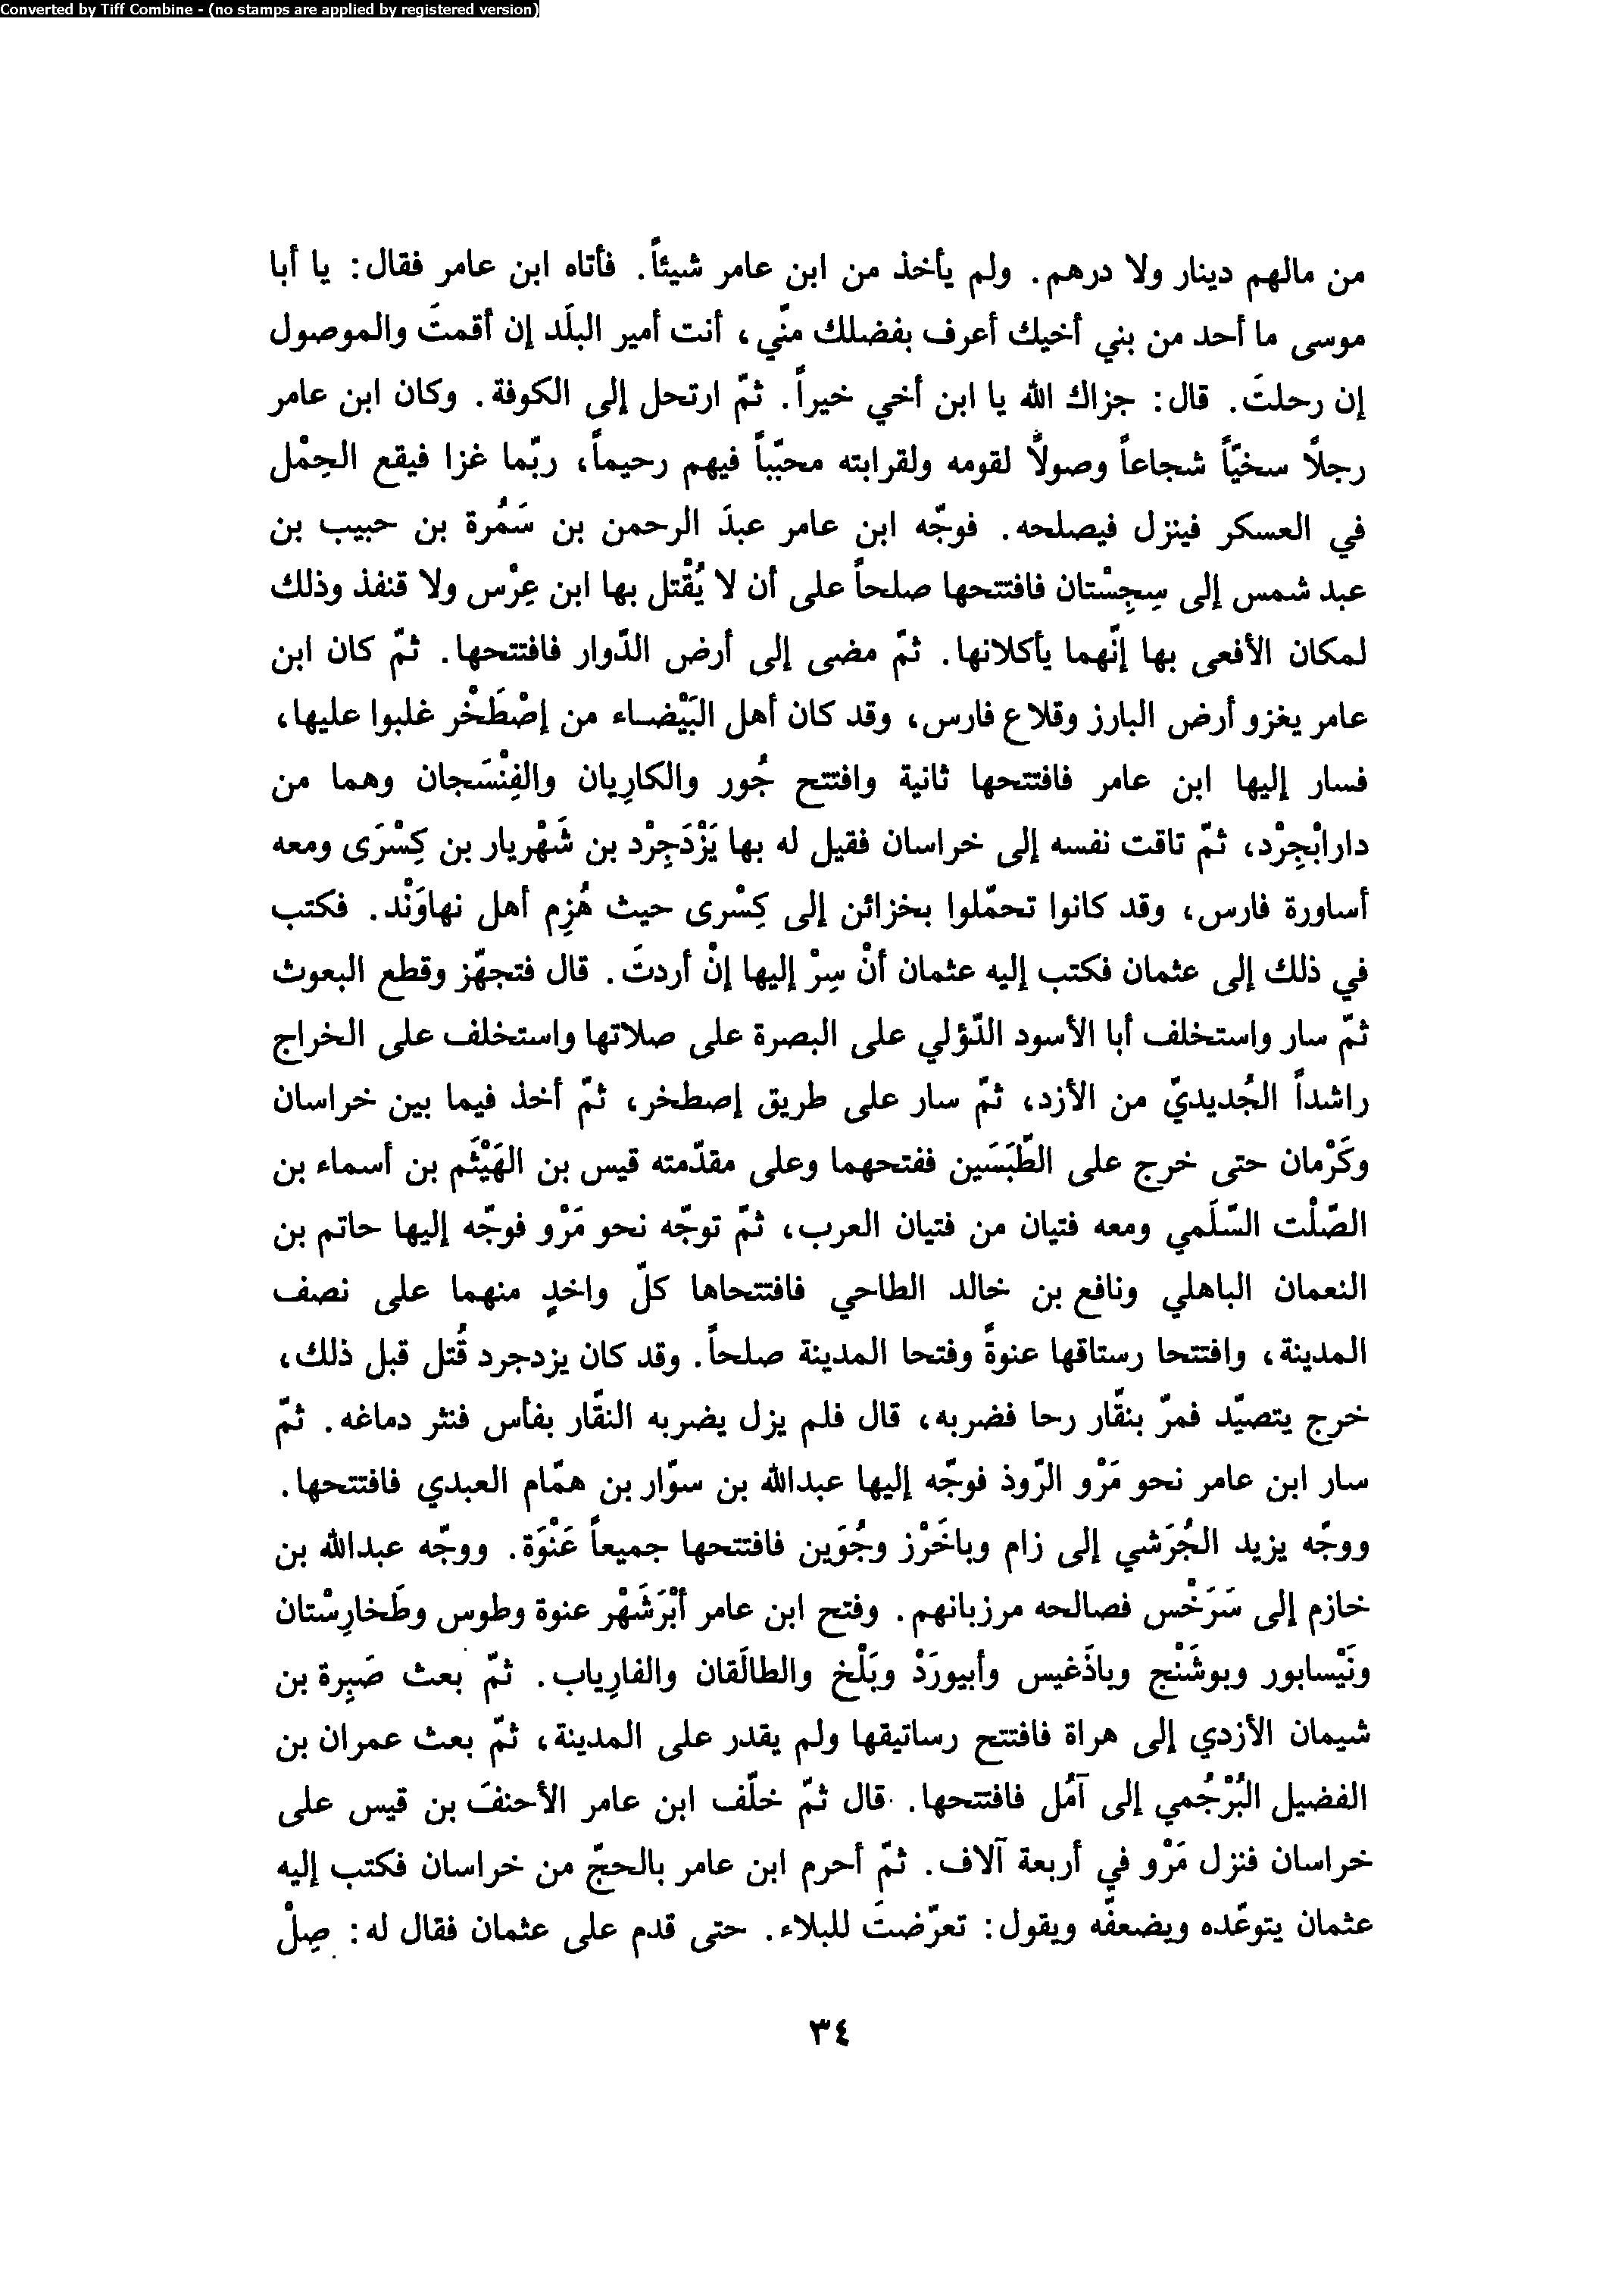 Converted by Tiff Combine - (no stamps are applied by registered version)
من مالهم دينار ولا درهم. ولم يأخذ من ابن عامر شيئاً. فأتاه ابن عامر فقال: يا أبا
موسى ما أحد من بني أخيك أعرف بفضلك منّي، أنت أمير البلَد إن أقمتَ والموصول
إن رحلتَ. قال: جزاك الله يا ابن أخي خيراً. ثمّ ارتحل إلى الكوفة. وكان ابن عامر
رجلًا سخيّاً شجاعاً وصولًا لقومه ولقرابته محبّباً فيهم رحيماً، ربّما غزا فيقع الحِمْل
في العسكر فينزل فيصلحه. فوجّه ابن عامر عبدَ الرحمن بن سَمُرة بن حبيب بن
عبد شمس إلى سِجِسْتان فافتتحها صلحاً على أن لا يُقْتل بها ابن عِرْس ولا قنفذ وذلك
لمكان الأفعى بها إنّهما يأكلانها. ثمّ مضى إلى أرض الدّوار فافتتحها. ثمّ كان ابن
عامر يغزو أرض البارز وقلاع فارس، وقد كان أهل البَيْضاء من إصْطَخْر غلبوا عليها،
فسار إليها ابن عامر فافتتحها ثانية وافتتح جُور والكارِيان والفِنْسَجان وهما من
دارابْجِرْد، ثمّ تاقت نفسه إلى خراسان فقيل له بها يَزْدَجِرْد بن شَهْريار بن كِسْرَى ومعه
أساورة فارس، وقد كانوا تحمّلوا بخزائن إلى كِسْرى حيث هُزِم أهل نهاوَنْد. فكتب
في ذلك إلى عثمان فكتب إليه عثمان أنْ سِرْ إليها إنْ أردتَ. قال فتجهّز وقطع البعوث
ثمّ سار واستخلف أبا الأسود الدّؤلي على البصرة على صلاتها واستخلف على الخراج
راشداً الجُديديّ من الأزد، ثمّ سار على طريق إصطخر، ثمّ أخذ فيما بين خراسان
وكَرْمان حتى خرج على الطّبَسَين ففتحهما وعلى مقدّمته قيس بن الهَيْثَم بن أسماء بن
الصّلْت السّلَمي ومعه فتيان من فتيان العرب، ثمّ توجّه نحو مَرْو فوجّه إليها حاتم بن
النعمان الباهلي ونافع بن خالد الطاحي فافتتحاها كلّ واخدٍ منهما على نصف
المدينة، وافتتحا رستاقها عنوةً وفتحا المدينة صلحاً. وقد كان يزدجرد قُتل قبل ذلك،
خرج يتصيّد فمرّ بنقّار رحا فضربه، قال فلم يزل يضربه النقّار بفأس فنثر دماغه. ثمّ
سار ابن عامر نحو مَرْو الرّوذ فوجّه إليها عبدالله بن سوّار بن همّام العبدي فافتتحها.
ووجّه يزيد الجُرَشي إلى زام وباخَرْز وجُوَين فافتتحها جميعاً عَنْوَة. ووجّه عبدالله بن
خازم إلى سَرَخْس فصالحه مرزبانهم. وفتح ابن عامر أبْرَشَهْر عنوة وطوس وطَخارِسْتان
ونَيْسابور وبوشَنْج وباذَغيس وأبيورَدْ وبَلْخ والطالَقان والفارِياب. ثمّ بعث صَبِرة بن
شيمان الأزدي إلى هراة فافتتح رساتيقها ولم يقدر على المدينة، ثمّ بعث عمران بن
الفضيل البُرْجُمي إلى آمُل فافتتحها. قال ثمّ خلّف ابن عامر الأحنفَ بن قيس على
خراسان فنزل مَرْو في أربعة آلاف. ثمّ أحرم ابن عامر بالحجّ من خراسان فكتب إليه
عثمان يتوعّده ويضعفّه ويقول: تعرّضتَ للبلاء. حتى قدم على عثمان فقال له: صِلْ
٣٤